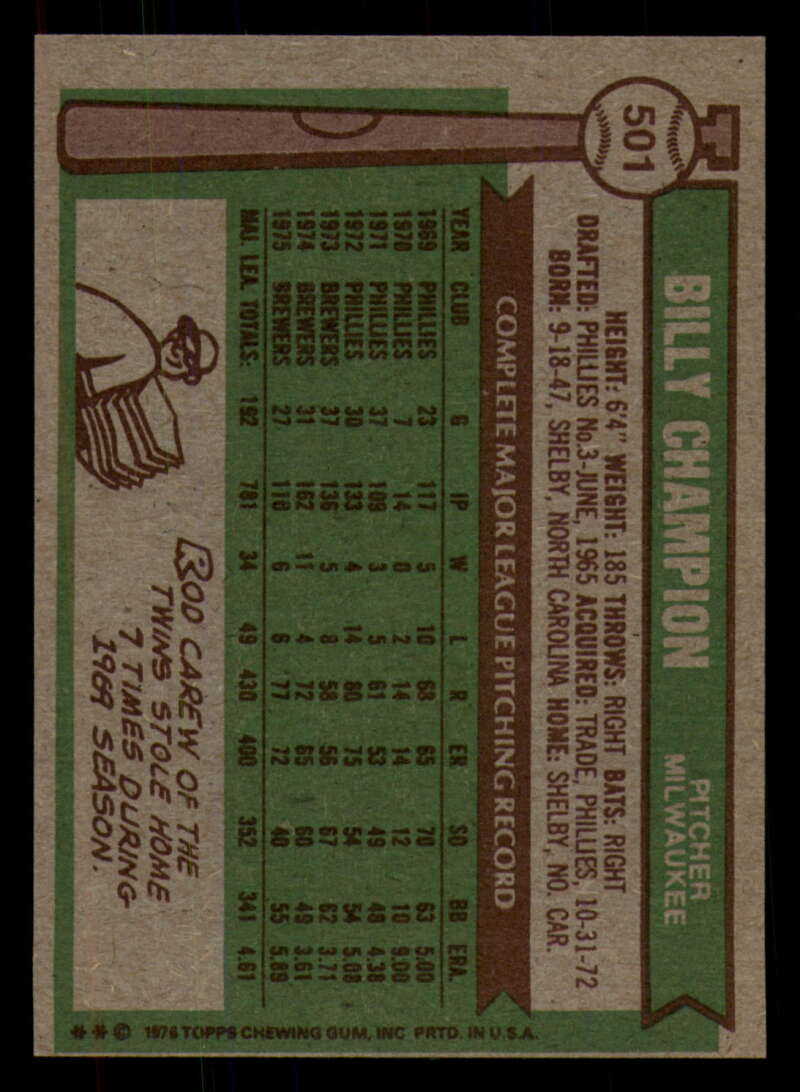 501
BILLY CHAMPION
PITCHER
MILWAUKEE
HEIGHT: 6'4" WEIGHT: 185 THROWS: RIGHT BATS: RIGHT
DRAFTED: PHILLIES No.3-JUNE, 1965 ACQUIRED: TRADE, PHILLIES, 10-31-72
BORN: 9-18-47, SHELBY, NORTH CAROLINA HOME: SHELBY, NO. CAR.
COMPLETE MAJOR LEAGUE PITCHING RECORD
YEAR CLUB G IP W L R ER SO BB ERA.
1969 PHILLIES 23 117 5 10 68 65 70 63 5.00
1970 PHILLIES 7 14 0 2 14 14 12 10 9.00
1971 PHILLIES 37 109 3 5 61 53 49 48 4.38
1972 PHILLIES 30 133 4 14 80 75 54 54 5.08
1973 BREWERS 37 136 5 8 58 56 67 62 3.71
1974 BREWERS 31 162 11 4 72 65 60 49 3.61
1975 BREWERS 27 110 6 6 77 72 40 55 5.89
MAJ. LEA. TOTALS: 192 781 34 49 430 400 352 341 4.61
ROD CAREW OF THE
TWINS STOLE HOME
7 TIMES DURING
1969 SEASON.
** © 1976 TOPPS CHEWING GUM, INC PRTD. IN U.S.A.